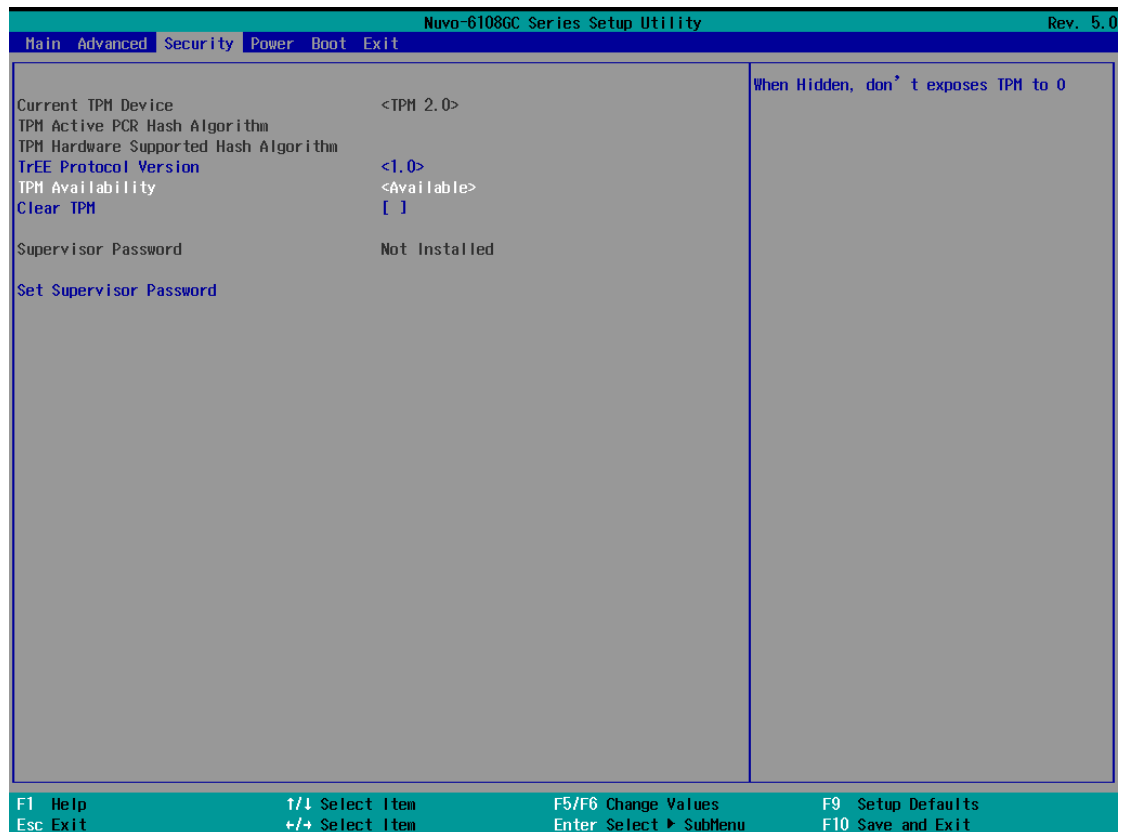 Nuvo-6108GC Series Setup Utility Rev. 5.0
Main Advanced Security Power Boot Exit
When Hidden, don’t exposes TPM to 0
Current TPM Device <TPM 2.0>
TPM Active PCR Hash Algorithm
TPM Hardware Supported Hash Algorithm
TrEE Protocol Version <1.0>
TPM Availability <Available>
Clear TPM [ ]
Supervisor Password Not Installed
Set Supervisor Password
F1 Help ↑/↓ Select Item F5/F6 Change Values F9 Setup Defaults
Esc Exit ←/→ Select Item Enter Select ▶ SubMenu F10 Save and Exit